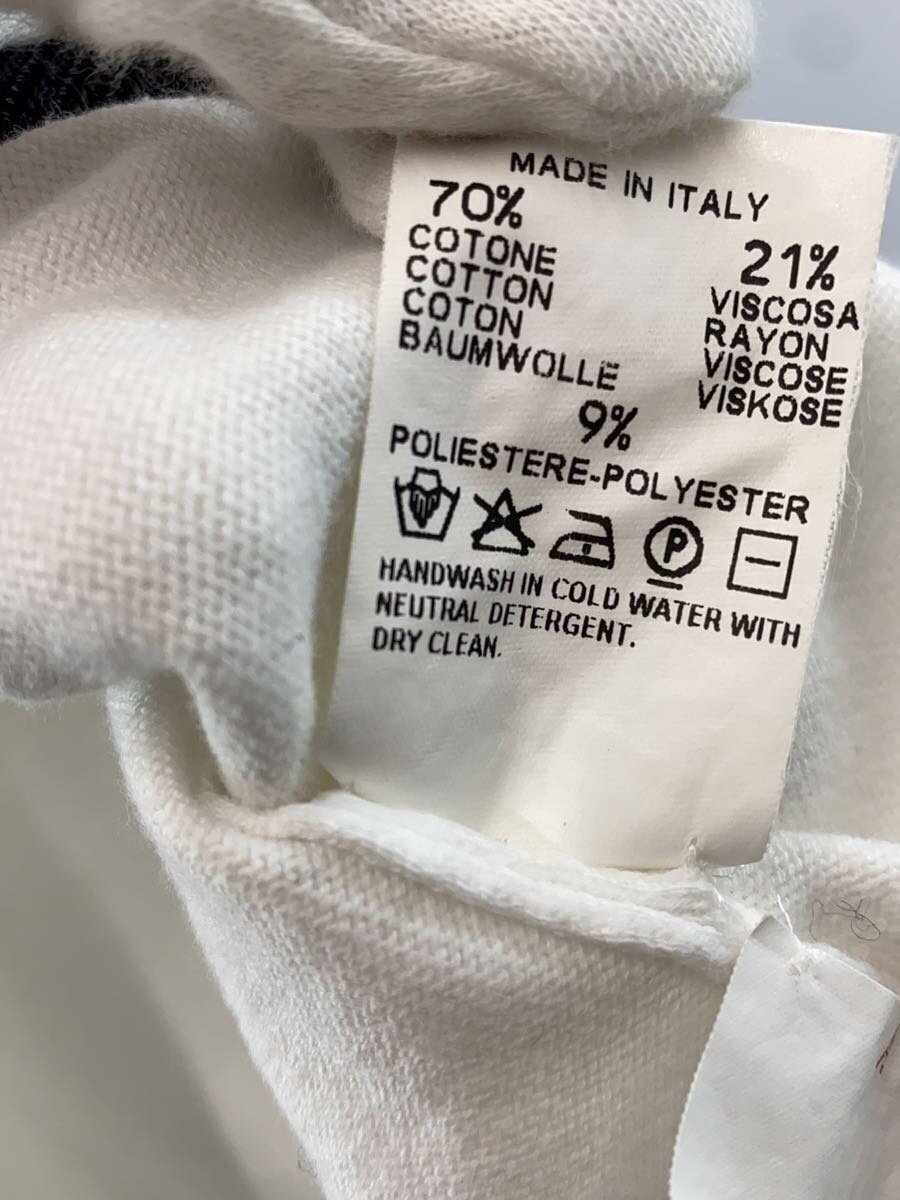 MADE IN ITALY
70%
COTONE
COTTON
COTON
BAUMWOLLE
21%
VISCOSA
RAYON
VISCOSE
VISKOSE
9%
POLIESTERE-POLYESTER
P
HANDWASH IN COLD WATER WITH
NEUTRAL DETERGENT.
DRY CLEAN.